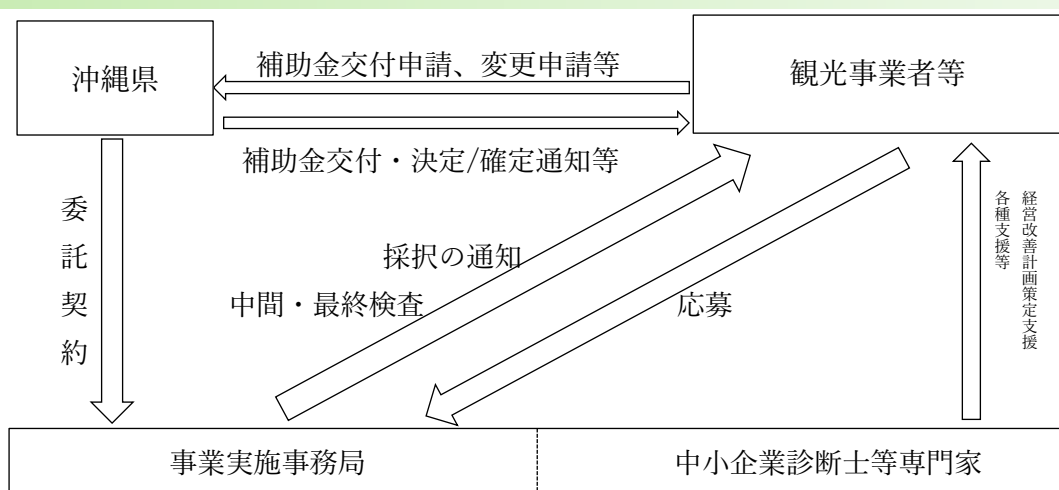 沖縄県
補助金交付申請、変更申請等
観光事業者等
補助金交付・決定/確定通知等
委託契約
採択の通知
中間・最終検査
応募
経営改善計画策定支援
各種支援等
事業実施事務局
中小企業診断士等専門家